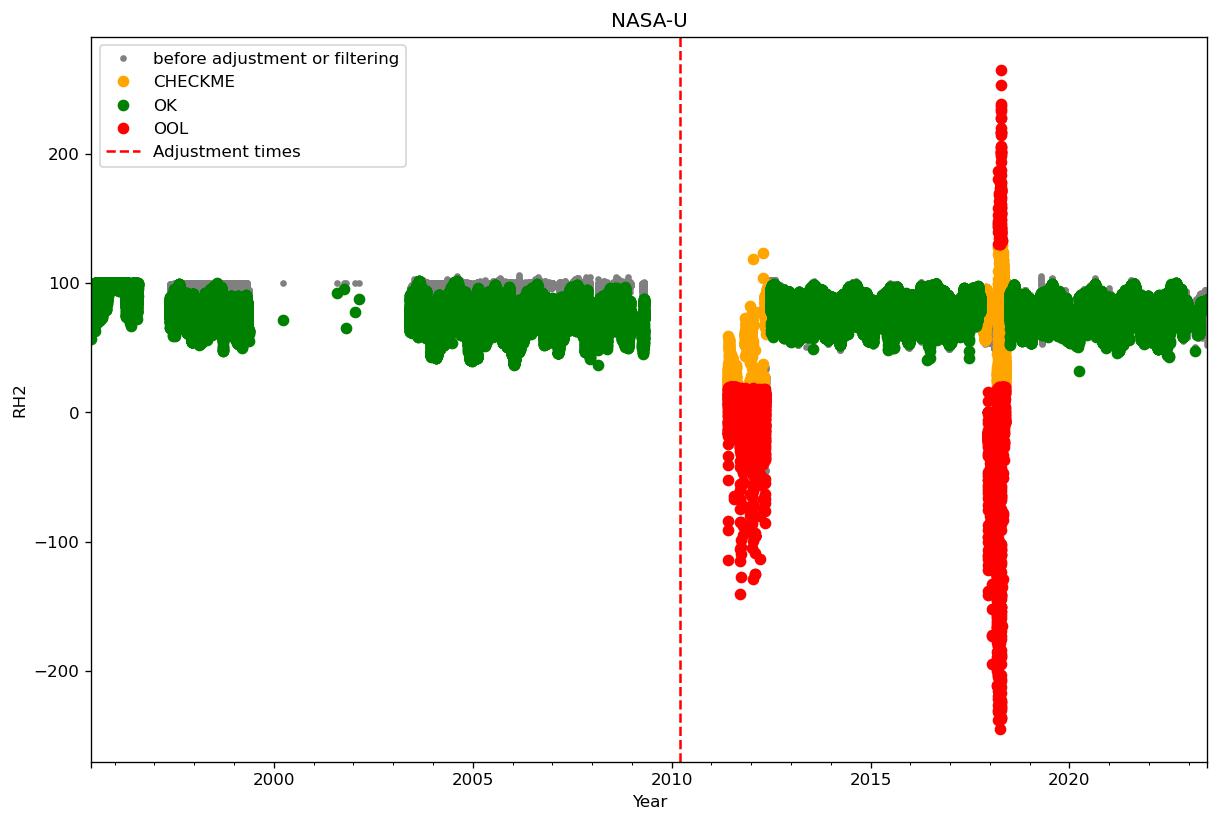 NASA-U
before adjustment or filtering
CHECKME
OK
OOL
Adjustment times
200
100
0
−100
−200
RH2
2000 2005 2010 2015 2020
Year